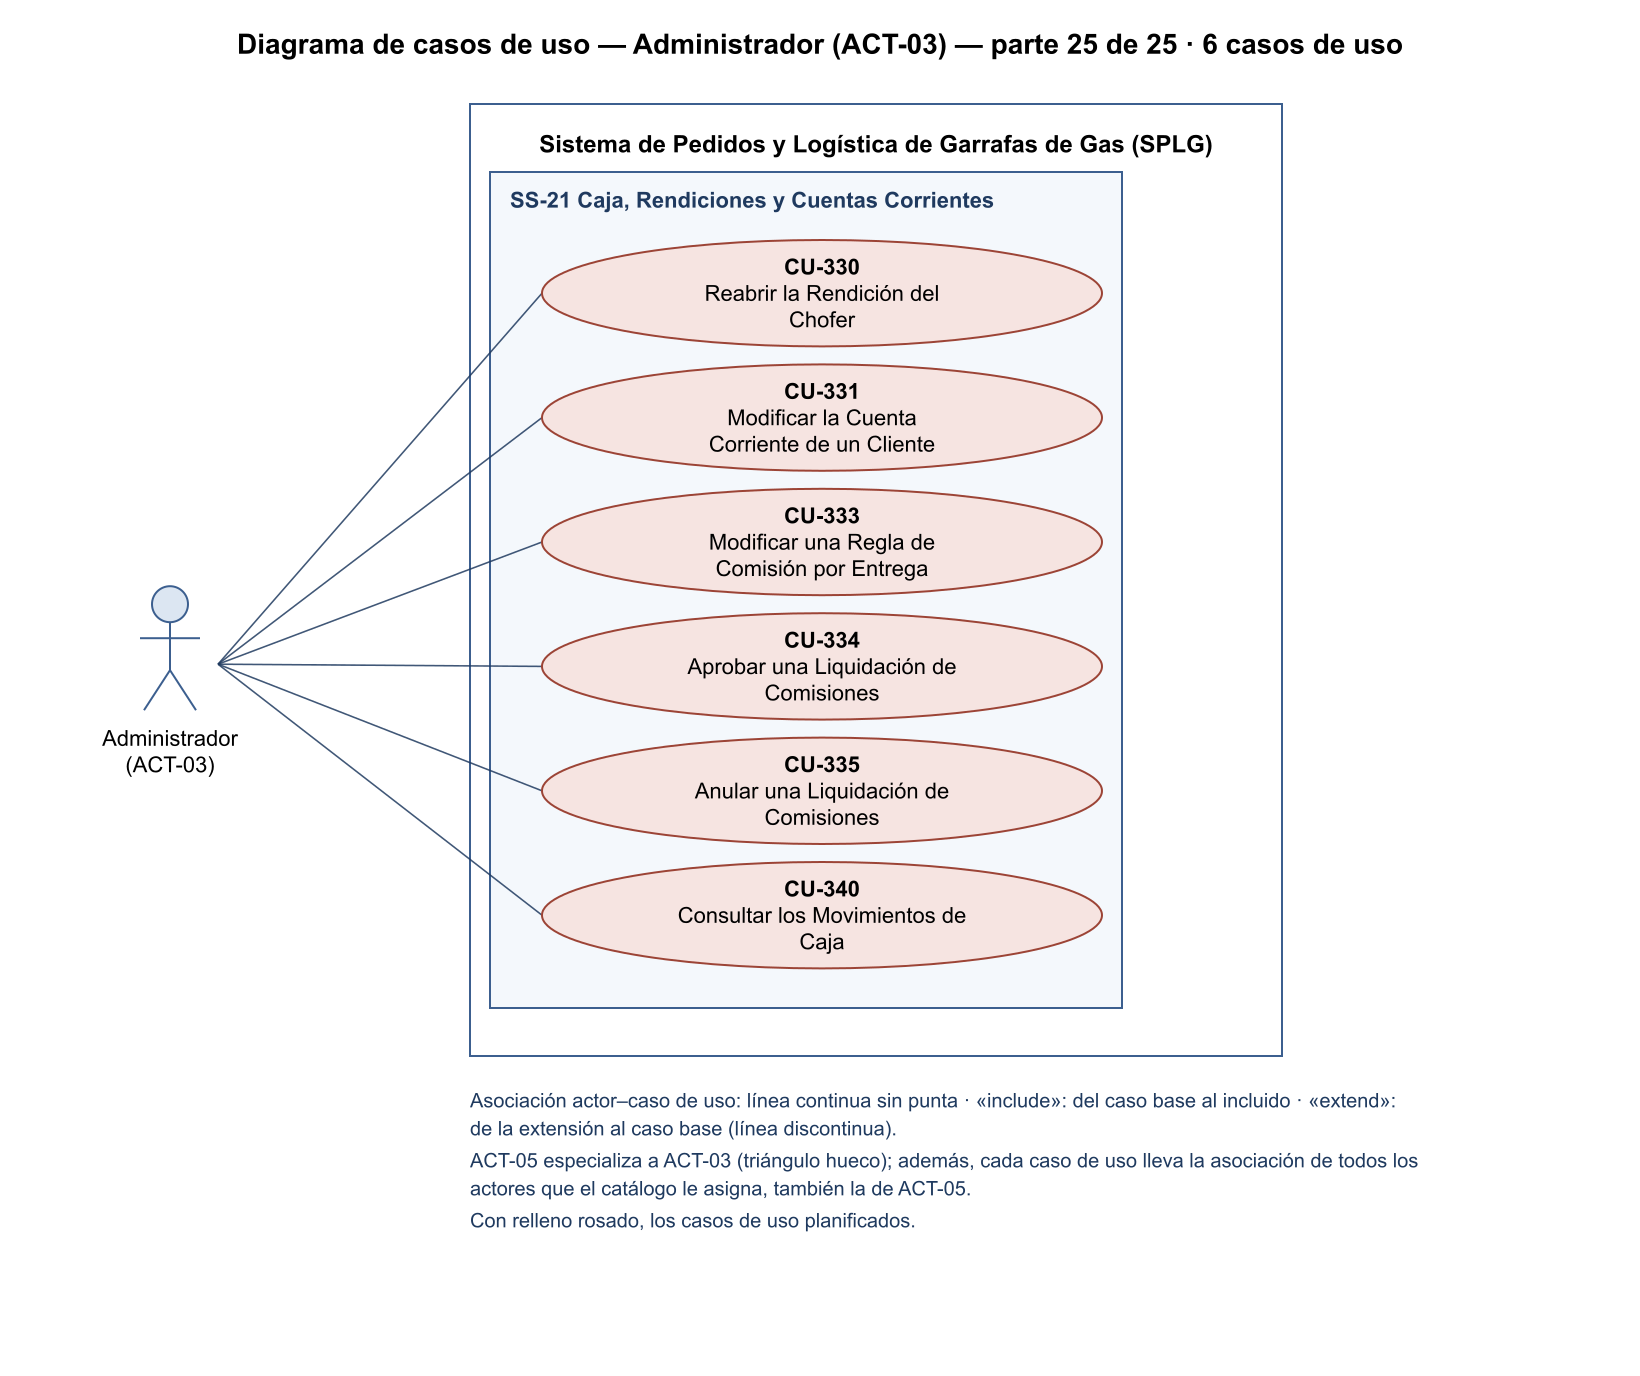 Diagrama de casos de uso — Administrador (ACT-03) — parte 25 de 25 · 6 casos de uso
Sistema de Pedidos y Logística de Garrafas de Gas (SPLG)
SS-21 Caja, Rendiciones y Cuentas Corrientes
CU-330
Reabrir la Rendición del
Chofer
CU-331
Modificar la Cuenta
Corriente de un Cliente
CU-333
Modificar una Regla de
Comisión por Entrega
CU-334
Aprobar una Liquidación de
Comisiones
CU-335
Anular una Liquidación de
Comisiones
CU-340
Consultar los Movimientos de
Caja
Administrador
(ACT-03)
Asociación actor–caso de uso: línea continua sin punta · «include»: del caso base al incluido · «extend»:
de la extensión al caso base (línea discontinua).
ACT-05 especializa a ACT-03 (triángulo hueco); además, cada caso de uso lleva la asociación de todos los
actores que el catálogo le asigna, también la de ACT-05.
Con relleno rosado, los casos de uso planificados.